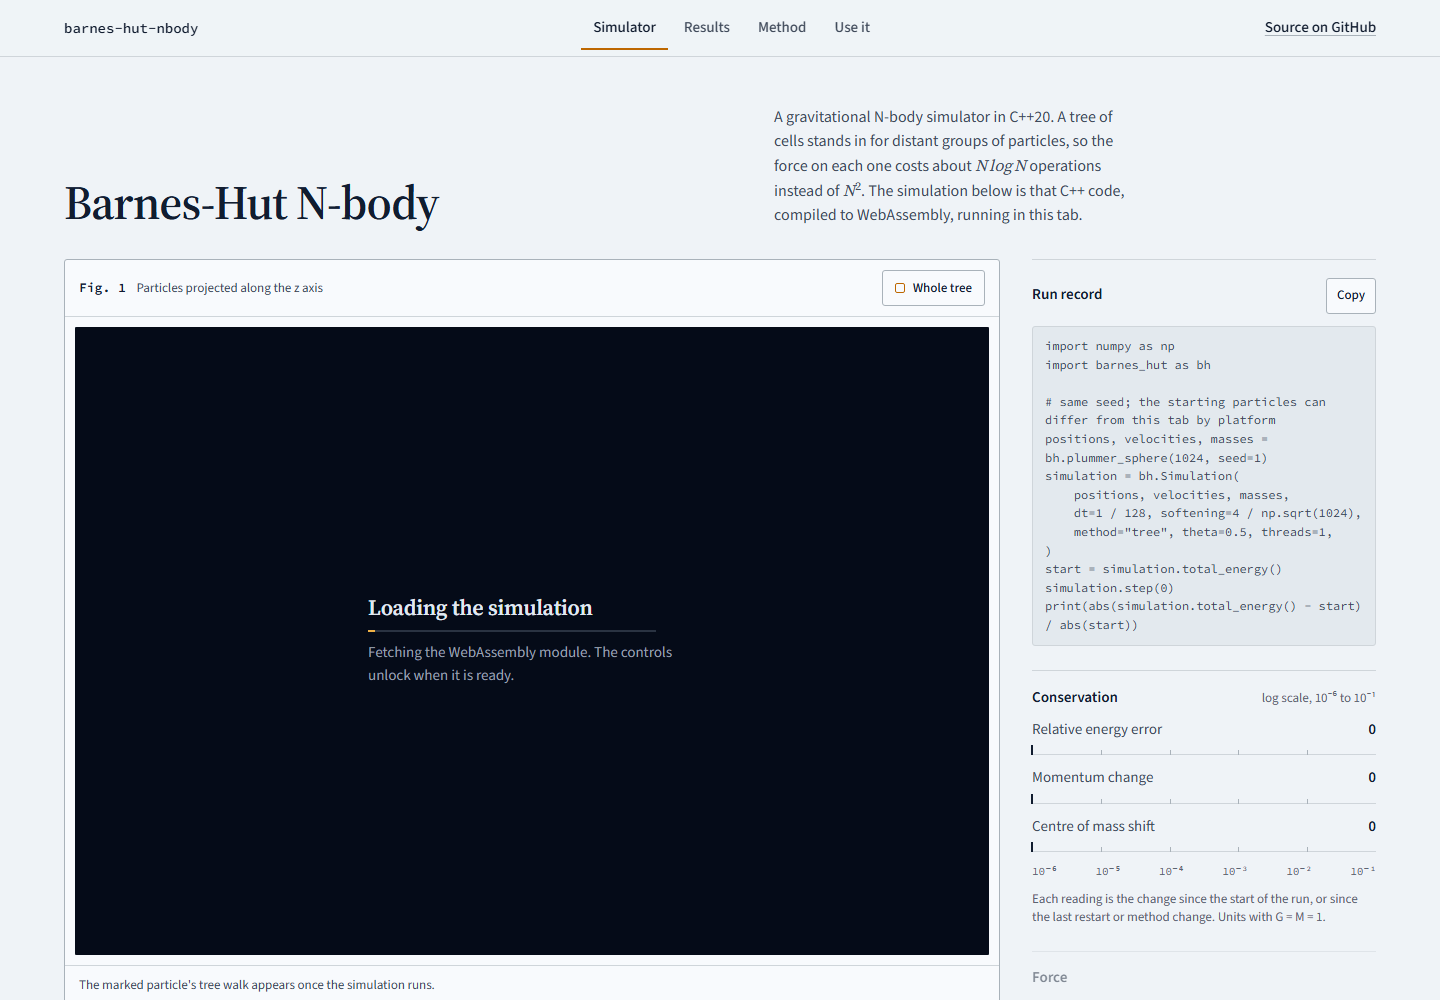 barnes-hut-nbody
Simulator
Results
Method
Use it
Source on GitHub
Barnes-Hut N-body
A gravitational N-body simulator in C++20. A tree of
cells stands in for distant groups of particles, so the
force on each one costs about N log N operations
instead of N². The simulation below is that C++ code,
compiled to WebAssembly, running in this tab.
Fig. 1 Particles projected along the z axis
Whole tree
Loading the simulation
Fetching the WebAssembly module. The controls
unlock when it is ready.
The marked particle's tree walk appears once the simulation runs.
Run record
Copy
import numpy as np
import barnes_hut as bh
# same seed; the starting particles can
differ from this tab by platform
positions, velocities, masses =
bh.plummer_sphere(1024, seed=1)
simulation = bh.Simulation(
    positions, velocities, masses,
    dt=1 / 128, softening=4 / np.sqrt(1024),
    method="tree", theta=0.5, threads=1,
)
start = simulation.total_energy()
simulation.step(0)
print(abs(simulation.total_energy() - start)
/ abs(start))
Conservation
log scale, 10⁻⁶ to 10⁻¹
Relative energy error 0
Momentum change 0
Centre of mass shift 0
10⁻⁶ 10⁻⁵ 10⁻⁴ 10⁻³ 10⁻² 10⁻¹
Each reading is the change since the start of the run, or since
the last restart or method change. Units with G = M = 1.
Force